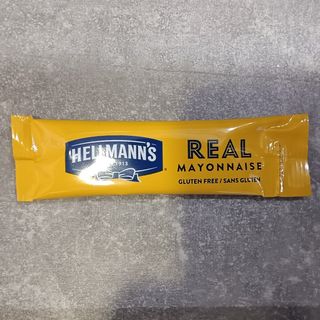 HELLMANN'S
1913
REAL
MAYONNAISE
GLUTEN FREE / SANS GLUTEN